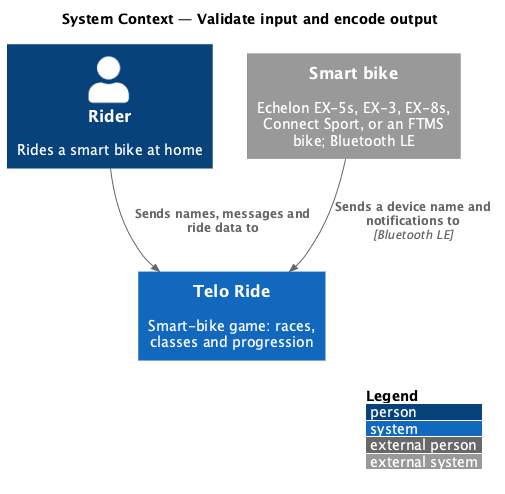 System Context — Validate input and encode output
Rider
Rides a smart bike at home
Smart bike
Echelon EX-5s, EX-3, EX-8s,
Connect Sport, or an FTMS
bike; Bluetooth LE
Sends names, messages and
ride data to
Sends a device name and
notifications to
[Bluetooth LE]
Telo Ride
Smart-bike game: races,
classes and progression
Legend
person
system
external person
external system